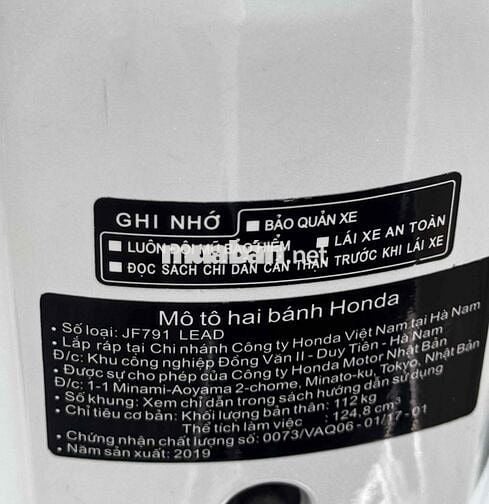 GHI NHỚ
■ BẢO QUẢN XE
■ LUÔN ĐỘI MŨ BẢO HIỂM ■ LÁI XE AN TOÀN
■ ĐỌC SÁCH CHỈ DẪN CẨN THẬN TRƯỚC KHI LÁI XE
muaban.net
Mô tô hai bánh Honda
• Số loại: JF791 LEAD
• Lắp ráp tại Chi nhánh Công ty Honda Việt Nam tại Hà Nam
Đ/c: Khu công nghiệp Đồng Văn II - Duy Tiên - Hà Nam
• Được sự cho phép của Công ty Honda Motor Nhật Bản
Đ/c: 1-1 Minami-Aoyama 2-chome, Minato-ku, Tokyo, Nhật Bản
• Số khung: Xem chỉ dẫn trong sách hướng dẫn sử dụng
• Chỉ tiêu cơ bản: Khối lượng bản thân: 112 kg
Thể tích làm việc : 124,8 cm³
• Chứng nhận chất lượng số: 0073/VAQ06 - 01/17 - 01
• Năm sản xuất: 2019